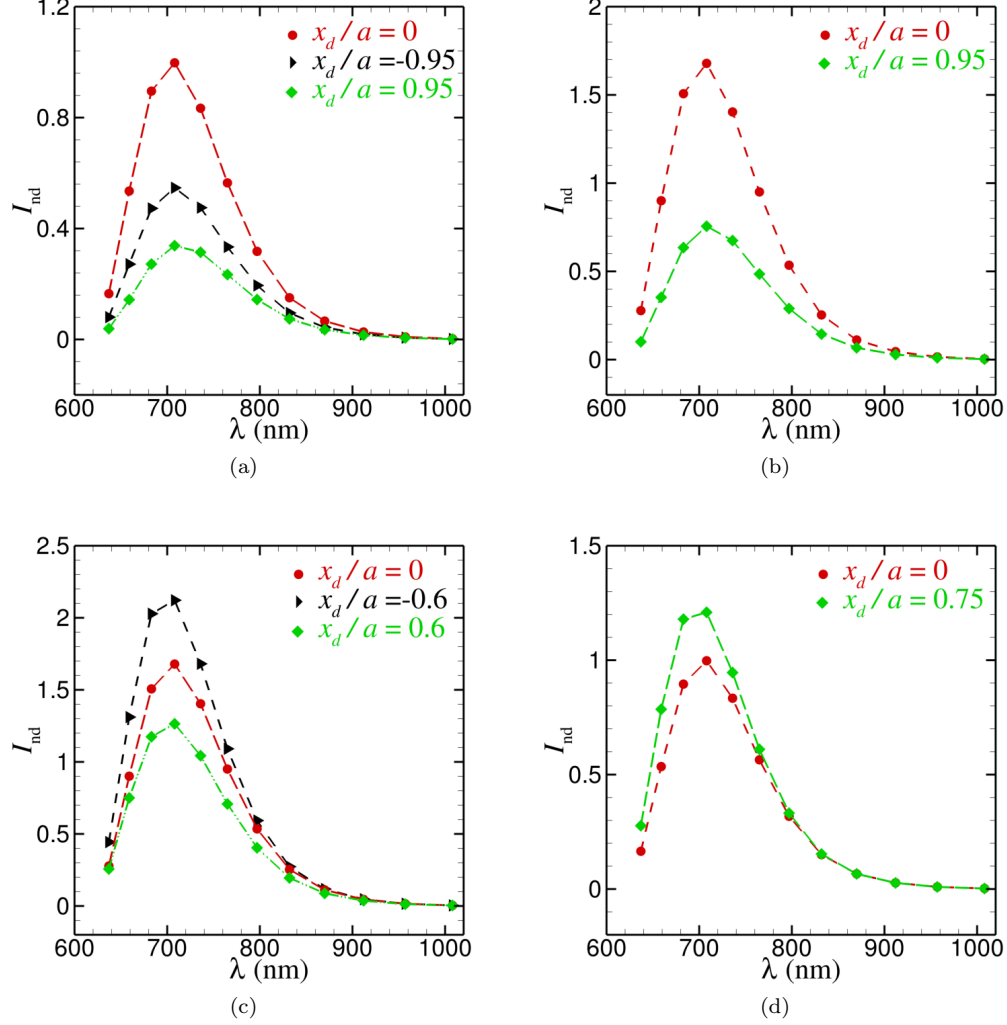 1.2
0.8
0.4
0
I_nd
600 700 800 900 1000
λ (nm)
x_d / a = 0
x_d / a =-0.95
x_d / a = 0.95
(a)
2
1.5
1
0.5
0
I_nd
600 700 800 900 1000
λ (nm)
x_d / a = 0
x_d / a = 0.95
(b)
2.5
2
1.5
1
0.5
0
I_nd
600 700 800 900 1000
λ (nm)
x_d / a = 0
x_d / a =-0.6
x_d / a = 0.6
(c)
1.5
1
0.5
0
I_nd
600 700 800 900 1000
λ (nm)
x_d / a = 0
x_d / a = 0.75
(d)